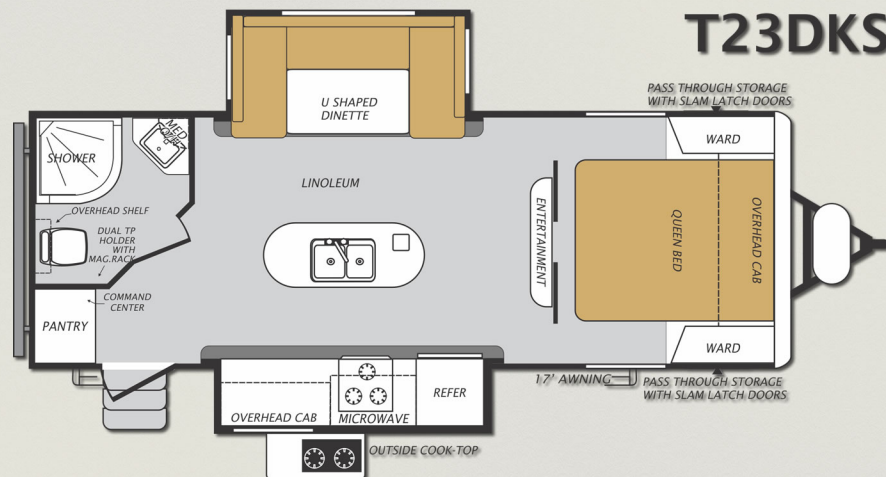 T23DKS
PASS THROUGH STORAGE
WITH SLAM LATCH DOORS
U SHAPED
DINETTE
MED
SHOWER
WARD
LINOLEUM
OVERHEAD SHELF
DUAL TP
HOLDER
WITH
MAG.RACK
ENTERTAINMENT
QUEEN BED
OVERHEAD CAB
COMMAND
CENTER
PANTRY
WARD
17' AWNING
PASS THROUGH STORAGE
WITH SLAM LATCH DOORS
REFER
OVERHEAD CAB
MICROWAVE
OUTSIDE COOK-TOP